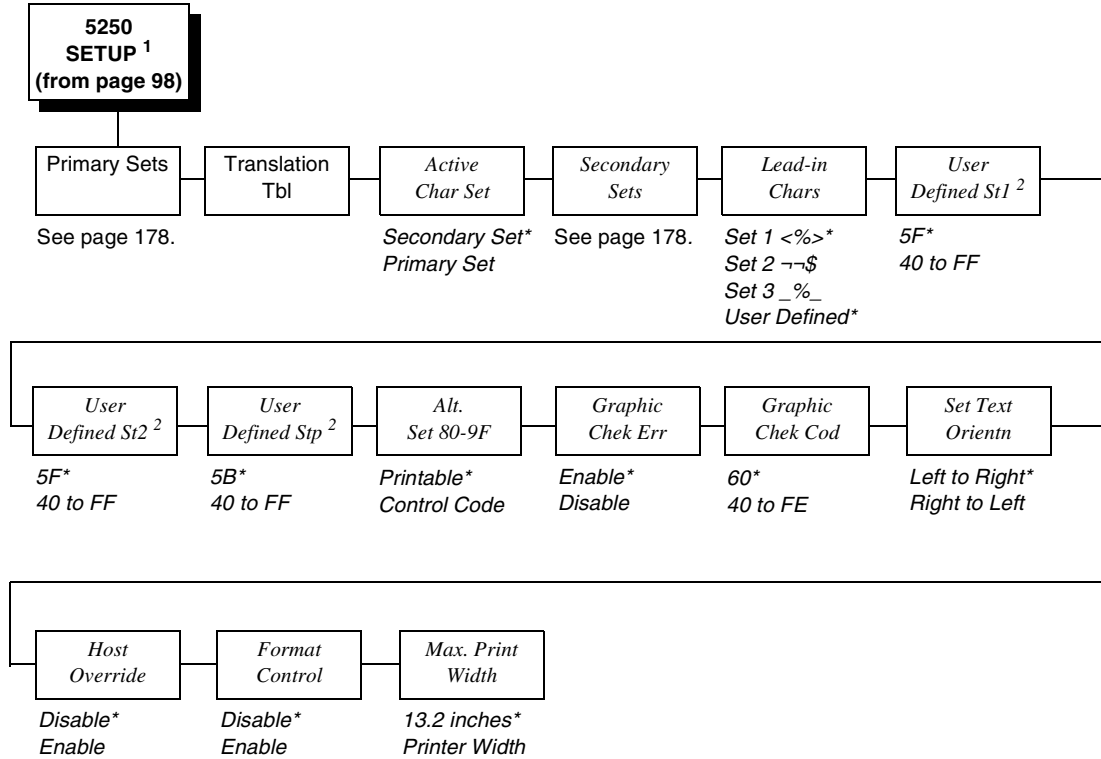 5250
SETUP 1
(from page 98)
Primary Sets
See page 178.
Translation
Tbl
Active
Char Set
Secondary Set*
Primary Set
Secondary
Sets
See page 178.
Lead-in
Chars
Set 1 <%>*
Set 2 ¬¬$
Set 3 _%_
User Defined*
User
Defined St1 2
5F*
40 to FF
User
Defined St2 2
5F*
40 to FF
User
Defined Stp 2
5B*
40 to FF
Alt.
Set 80-9F
Printable*
Control Code
Graphic
Chek Err
Enable*
Disable
Graphic
Chek Cod
60*
40 to FE
Set Text
Orientn
Left to Right*
Right to Left
Host
Override
Disable*
Enable
Format
Control
Disable*
Enable
Max. Print
Width
13.2 inches*
Printer Width